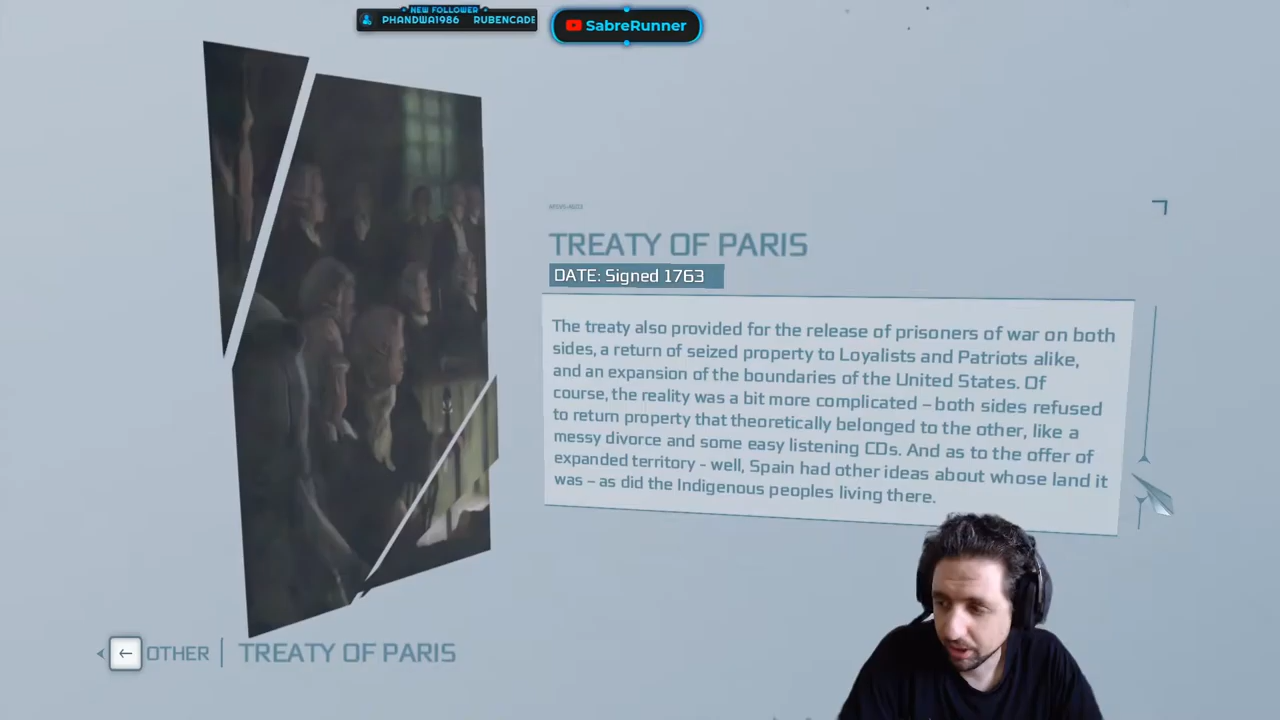 NEW FOLLOWER
PHANDWA1986 RUBENCADE
SabreRunner
TREATY OF PARIS
DATE: Signed 1763
The treaty also provided for the release of prisoners of war on both
sides, a return of seized property to Loyalists and Patriots alike,
and an expansion of the boundaries of the United States. Of
course, the reality was a bit more complicated – both sides refused
to return property that theoretically belonged to the other, like a
messy divorce and some easy listening CDs. And as to the offer of
expanded territory - well, Spain had other ideas about whose land it
was – as did the Indigenous peoples living there.
OTHER | TREATY OF PARIS